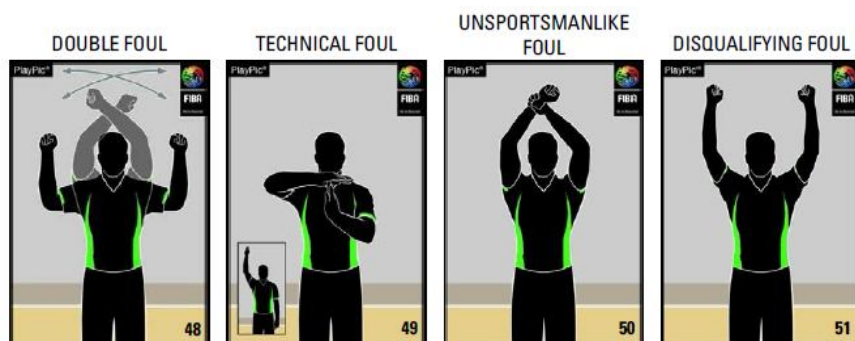 DOUBLE FOUL
TECHNICAL FOUL
UNSPORTSMANLIKE
FOUL
DISQUALIFYING FOUL
PlayPic®
FIBA
48
PlayPic®
FIBA
49
PlayPic®
FIBA
50
PlayPic®
FIBA
51